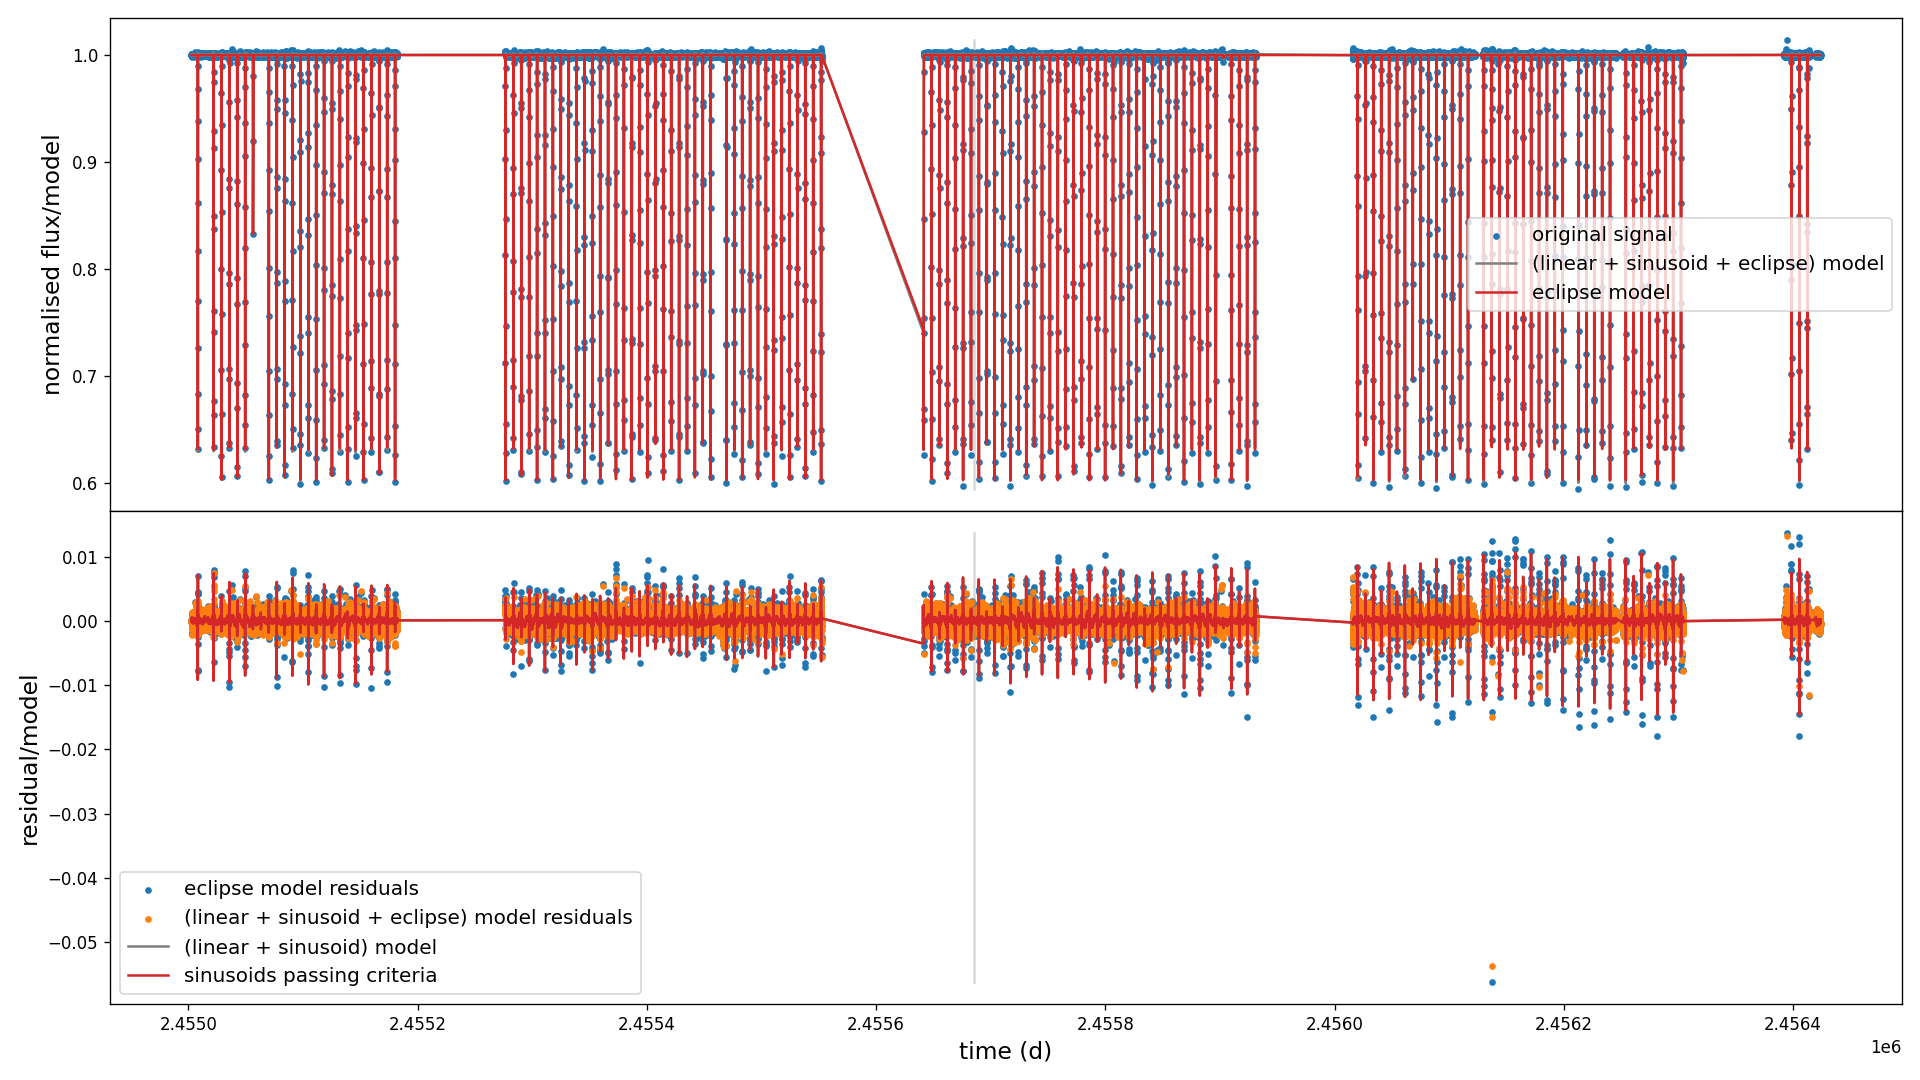 normalised flux/model
1.0
0.9
0.8
0.7
0.6
original signal
(linear + sinusoid + eclipse) model
eclipse model
residual/model
0.01
0.00
−0.01
−0.02
−0.03
−0.04
−0.05
eclipse model residuals
(linear + sinusoid + eclipse) model residuals
(linear + sinusoid) model
sinusoids passing criteria
2.4550 2.4552 2.4554 2.4556 2.4558 2.4560 2.4562 2.4564
time (d)
1e6